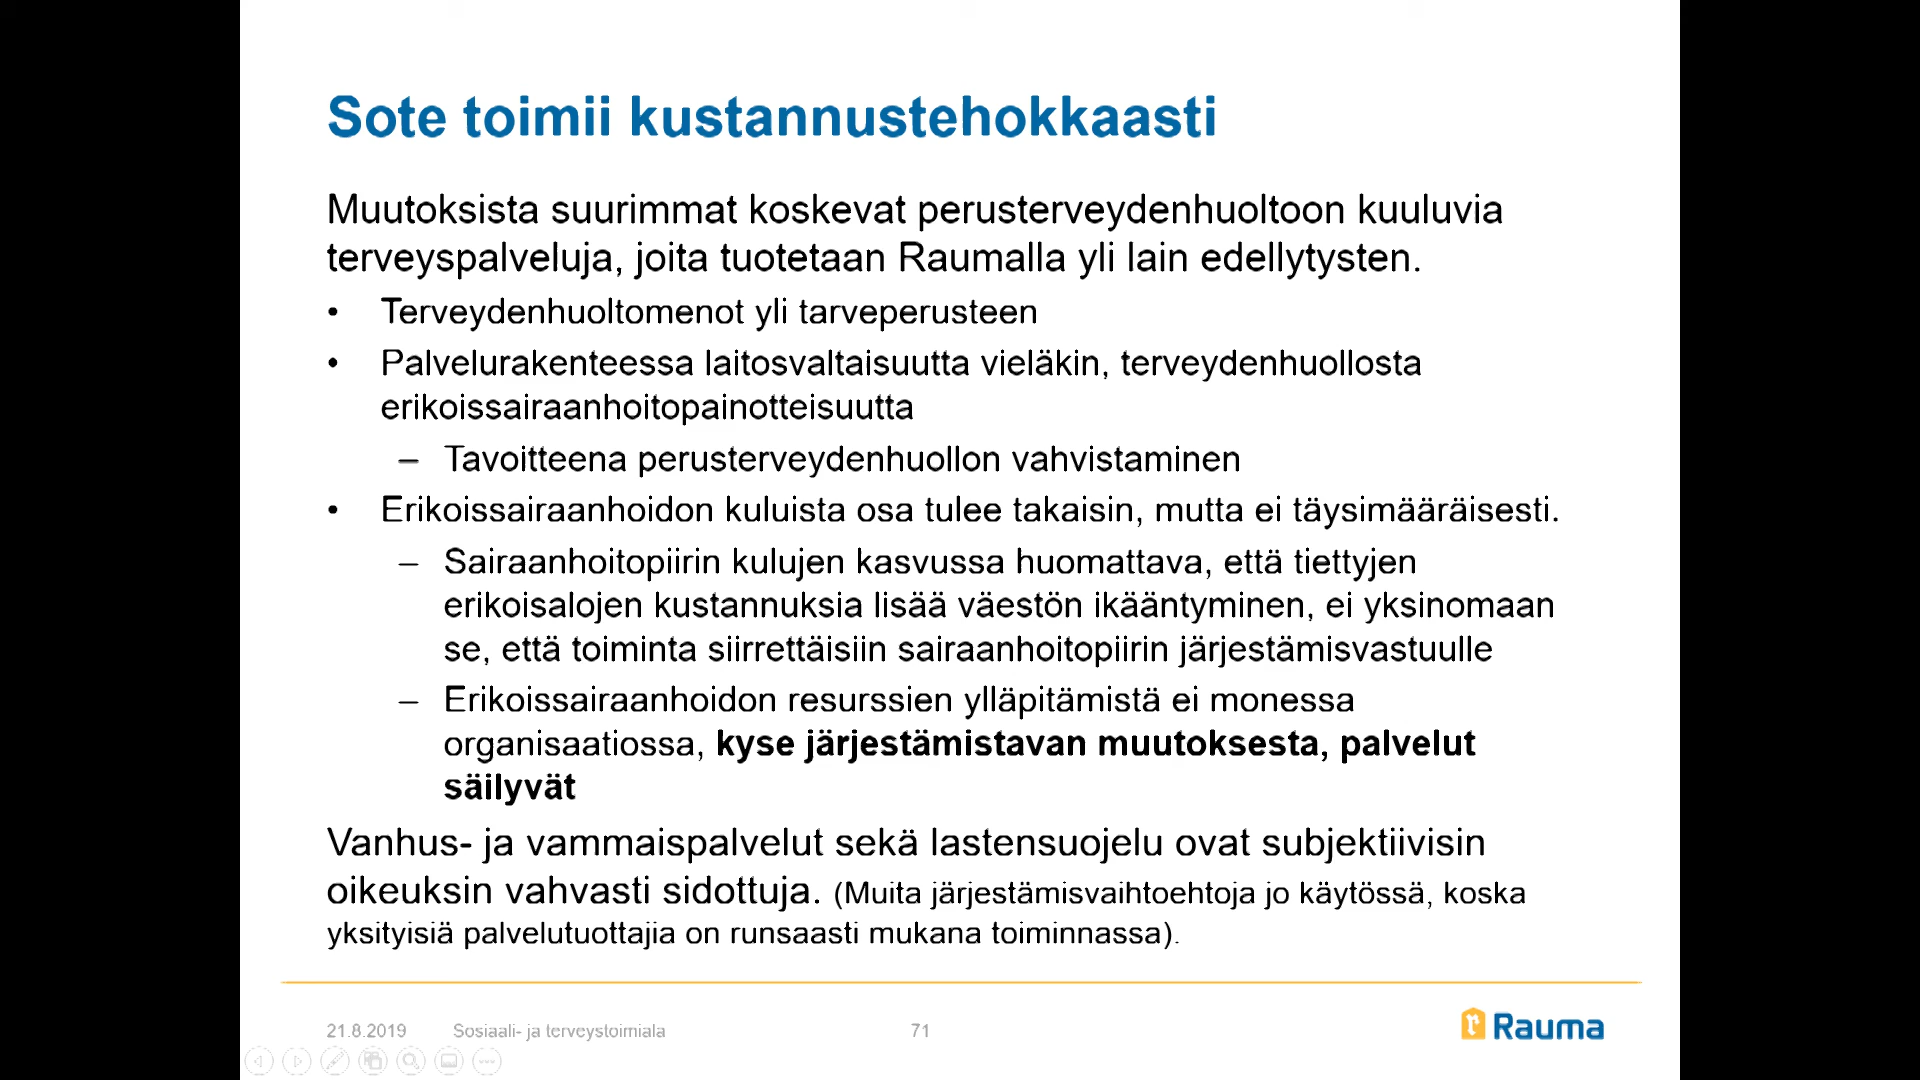 Sote toimii kustannustehokkaasti
Muutoksista suurimmat koskevat perusterveydenhuoltoon kuuluvia
terveyspalveluja, joita tuotetaan Raumalla yli lain edellytysten.
• Terveydenhuoltomenot yli tarveperusteen
• Palvelurakenteessa laitosvaltaisuutta vieläkin, terveydenhuollosta
erikoissairaanhoitopainotteisuutta
– Tavoitteena perusterveydenhuollon vahvistaminen
• Erikoissairaanhoidon kuluista osa tulee takaisin, mutta ei täysimääräisesti.
– Sairaanhoitopiirin kulujen kasvussa huomattava, että tiettyjen
erikoisalojen kustannuksia lisää väestön ikääntyminen, ei yksinomaan
se, että toiminta siirrettäisiin sairaanhoitopiirin järjestämisvastuulle
– Erikoissairaanhoidon resurssien ylläpitämistä ei monessa
organisaatiossa, kyse järjestämistavan muutoksesta, palvelut
säilyvät
Vanhus- ja vammaispalvelut sekä lastensuojelu ovat subjektiivisin
oikeuksin vahvasti sidottuja. (Muita järjestämisvaihtoehtoja jo käytössä, koska
yksityisiä palvelutuottajia on runsaasti mukana toiminnassa).
21.8.2019 Sosiaali- ja terveystoimiala 71
Rauma